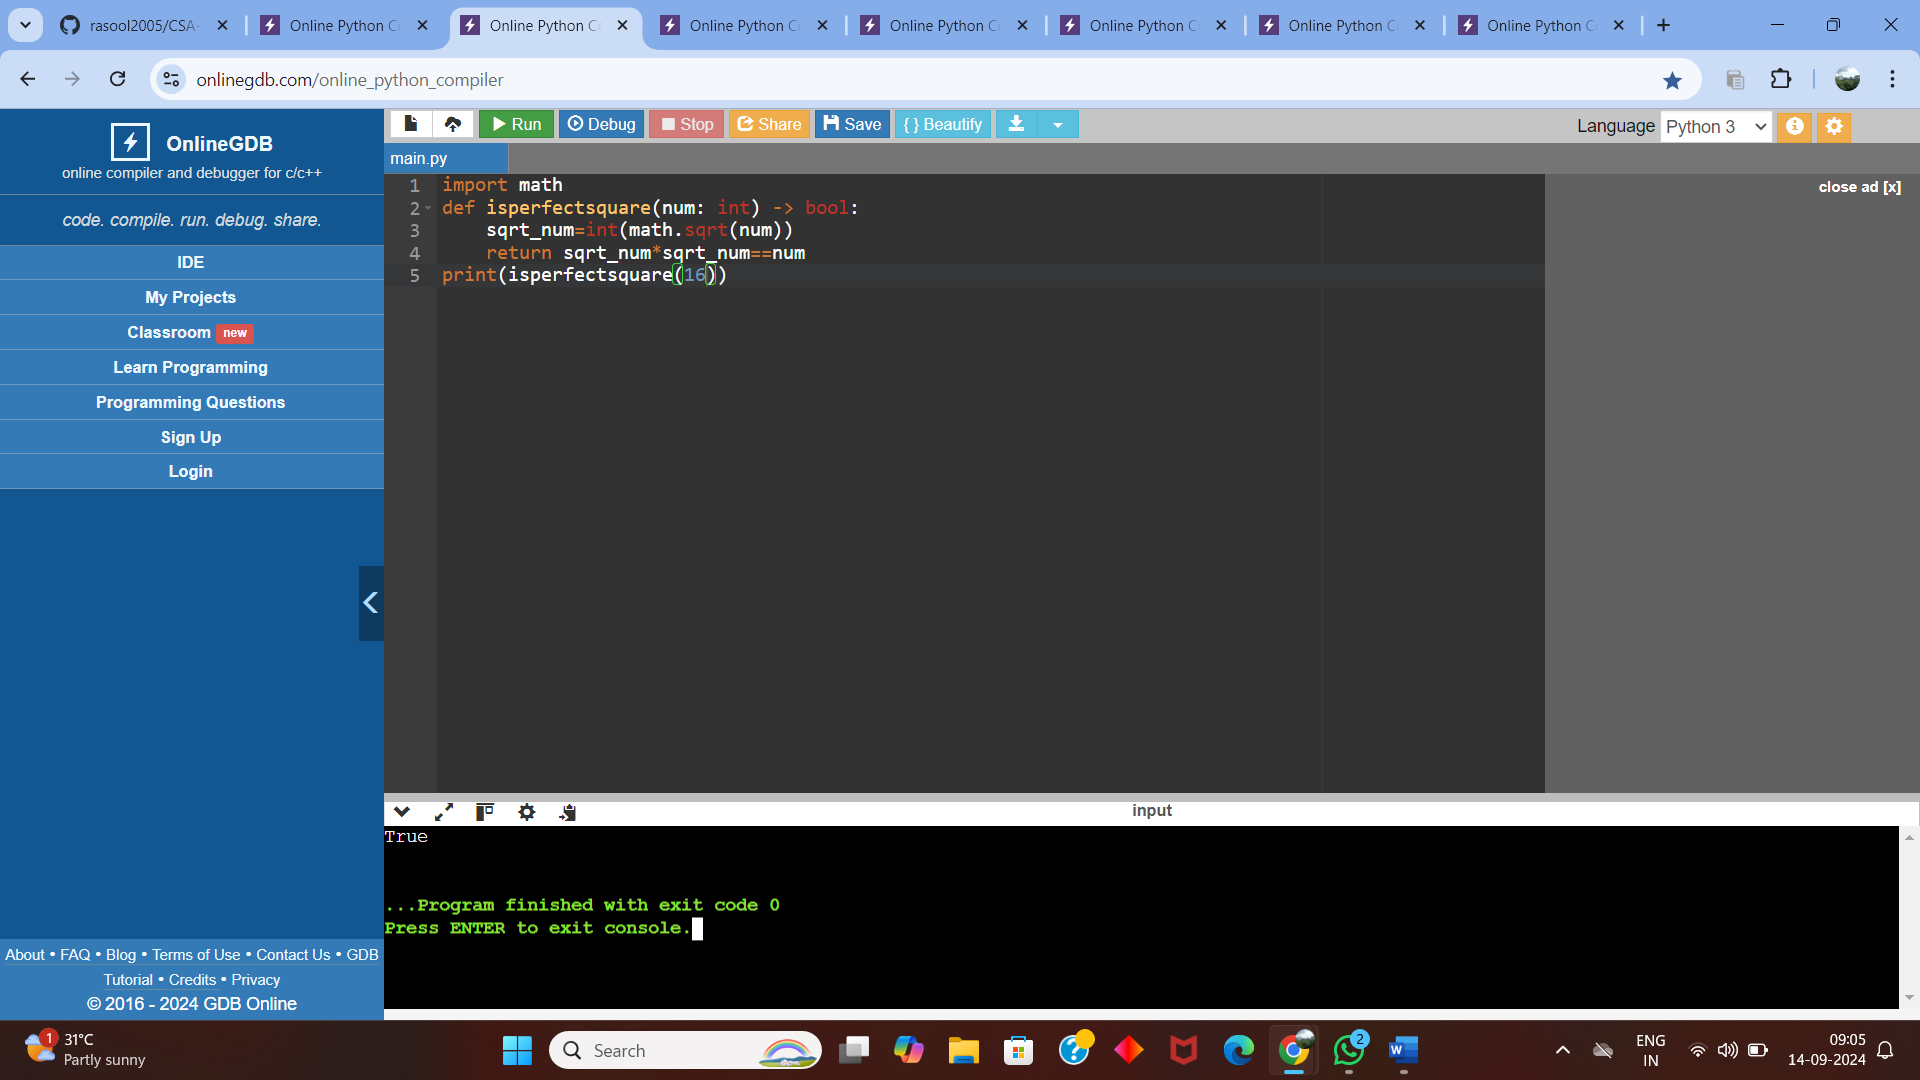 rasool2005/CSA-
Online Python C
Online Python C
Online Python C
Online Python C
Online Python C
Online Python C
Online Python C
onlinegdb.com/online_python_compiler
OnlineGDB
online compiler and debugger for c/c++
code. compile. run. debug. share.
IDE
My Projects
Classroom new
Learn Programming
Programming Questions
Sign Up
Login
About • FAQ • Blog • Terms of Use • Contact Us • GDB
Tutorial • Credits • Privacy
© 2016 - 2024 GDB Online
Run Debug Stop Share Save { } Beautify
Language Python 3
main.py
close ad [x]
1 import math
2 def isperfectsquare(num: int) -> bool:
3     sqrt_num=int(math.sqrt(num))
4     return sqrt_num*sqrt_num==num
5 print(isperfectsquare(16))
input
True
...Program finished with exit code 0
Press ENTER to exit console.
1
31°C
Partly sunny
Search
2
ENG
IN
09:05
14-09-2024